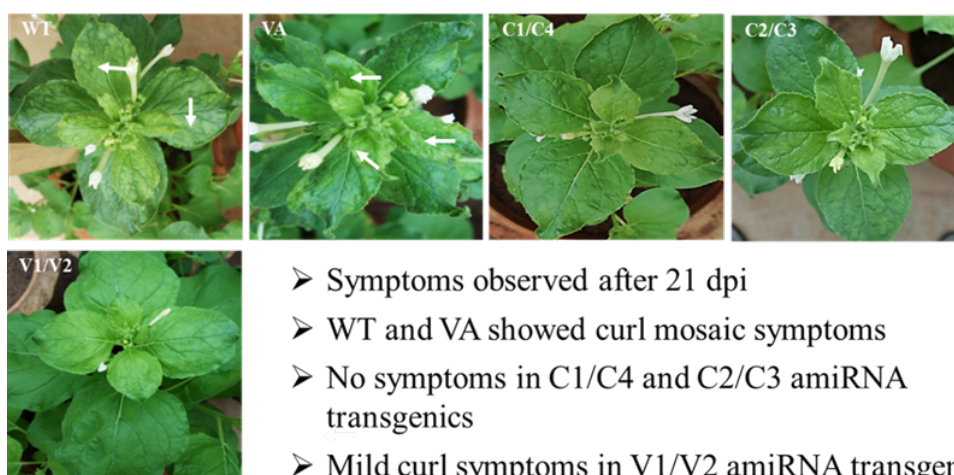 WT
VA
C1/C4
C2/C3
V1/V2
➢ Symptoms observed after 21 dpi
➢ WT and VA showed curl mosaic symptoms
➢ No symptoms in C1/C4 and C2/C3 amiRNA
transgenics
➢ Mild curl symptoms in V1/V2 amiRNA